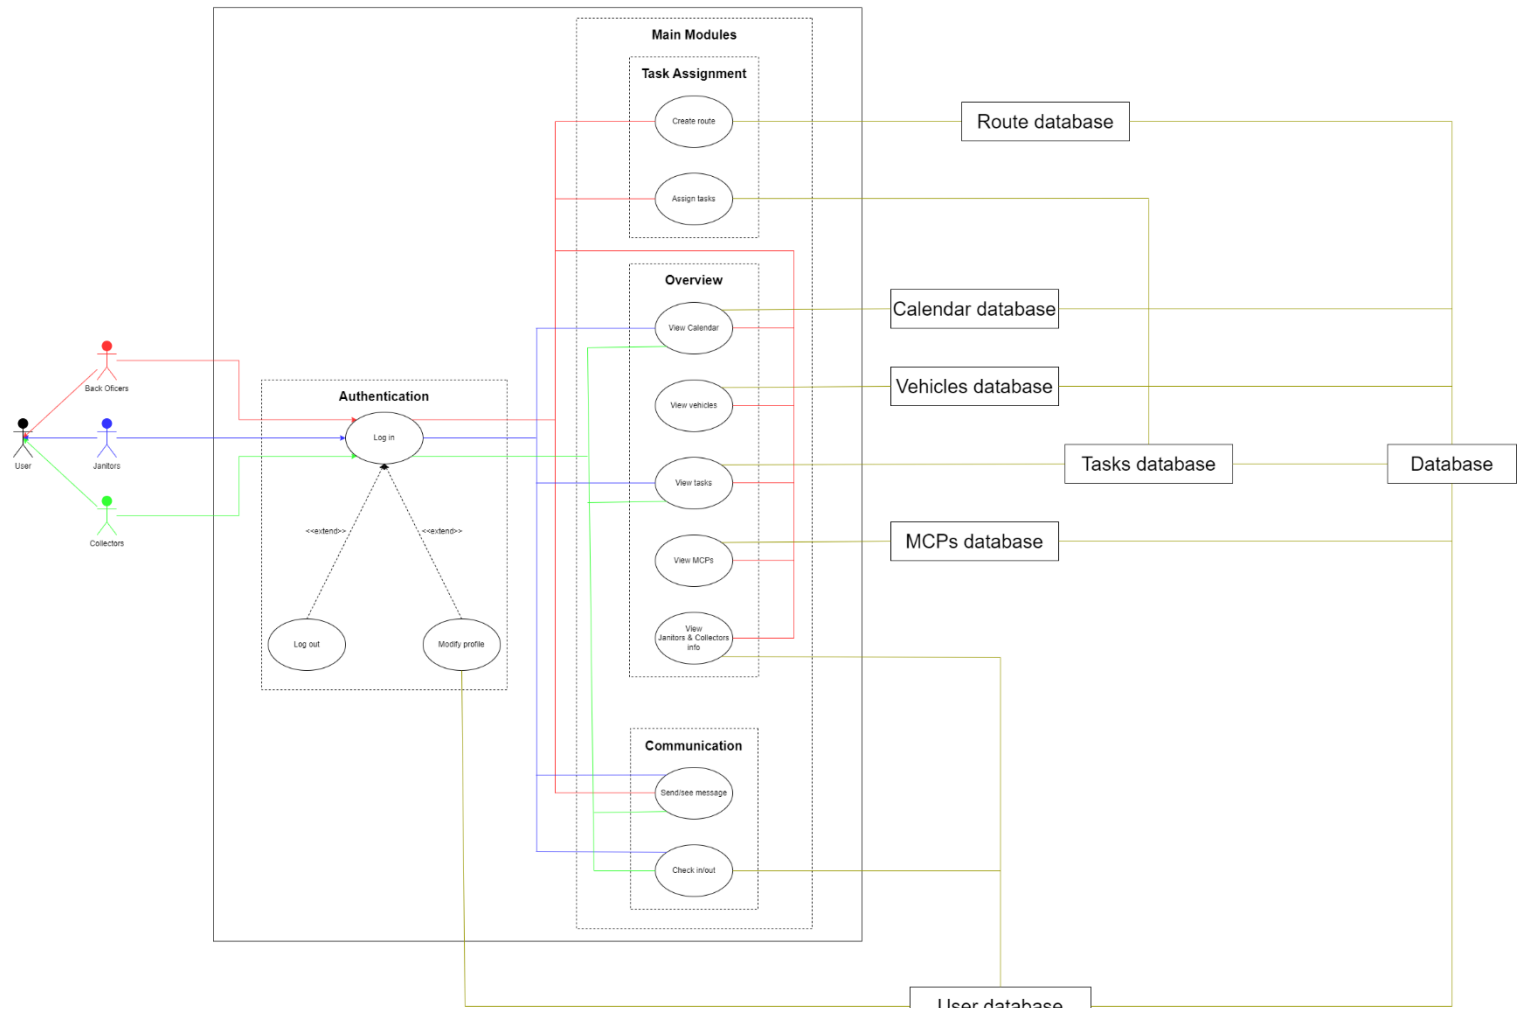 Main Modules
Task Assignment
Create route
Route database
Assign tasks
Overview
View Calendar
Calendar database
Back Oficers
Authentication
View vehicles
Vehicles database
Log in
User
Janitors
View tasks
Tasks database
Database
Collectors
<<extend>>
<<extend>>
View MCPs
MCPs database
View
Janitors & Collectors
info
Log out
Modify profile
Communication
Send/see message
Check in/out
User database